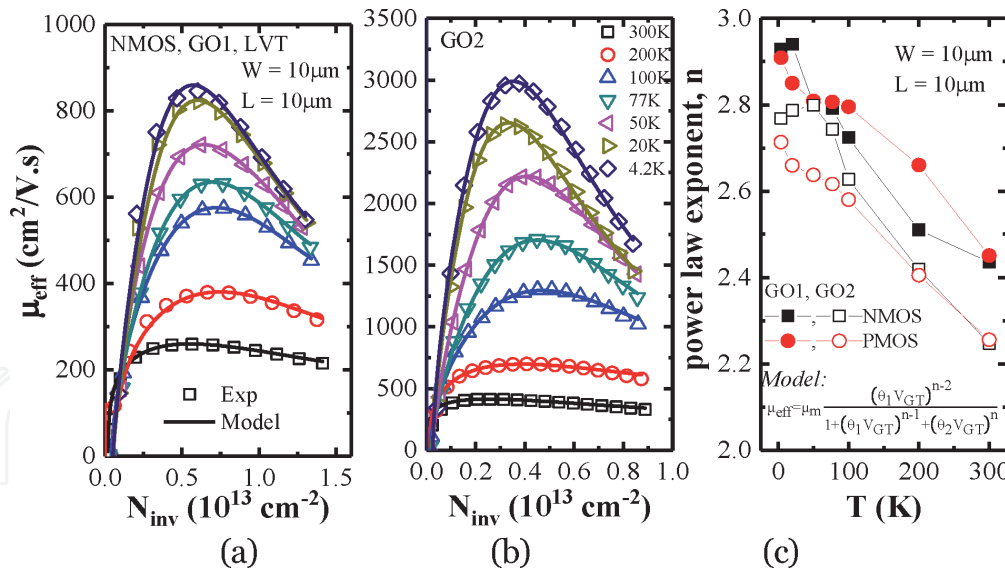 NMOS, GO1, LVT
W = 10μm
L = 10μm
1000
800
600
400
200
0
μeff (cm2/V.s)
Exp
Model
0.0 0.5 1.0 1.5
Ninv (10^13 cm-2)
(a)
GO2
3500
3000
2500
2000
1500
1000
500
0
300K
200K
100K
77K
50K
20K
4.2K
0.0 0.2 0.4 0.6 0.8 1.0
Ninv (10^13 cm-2)
(b)
3.0
2.8
2.6
2.4
2.2
2.0
power law exponent, n
W = 10μm
L = 10μm
GO1, GO2
, NMOS
, PMOS
Model:
μeff=μm (θ1VGT)^n-2 / 1+(θ1VGT)^n-1+(θ2VGT)^n
0 100 200 300
T (K)
(c)